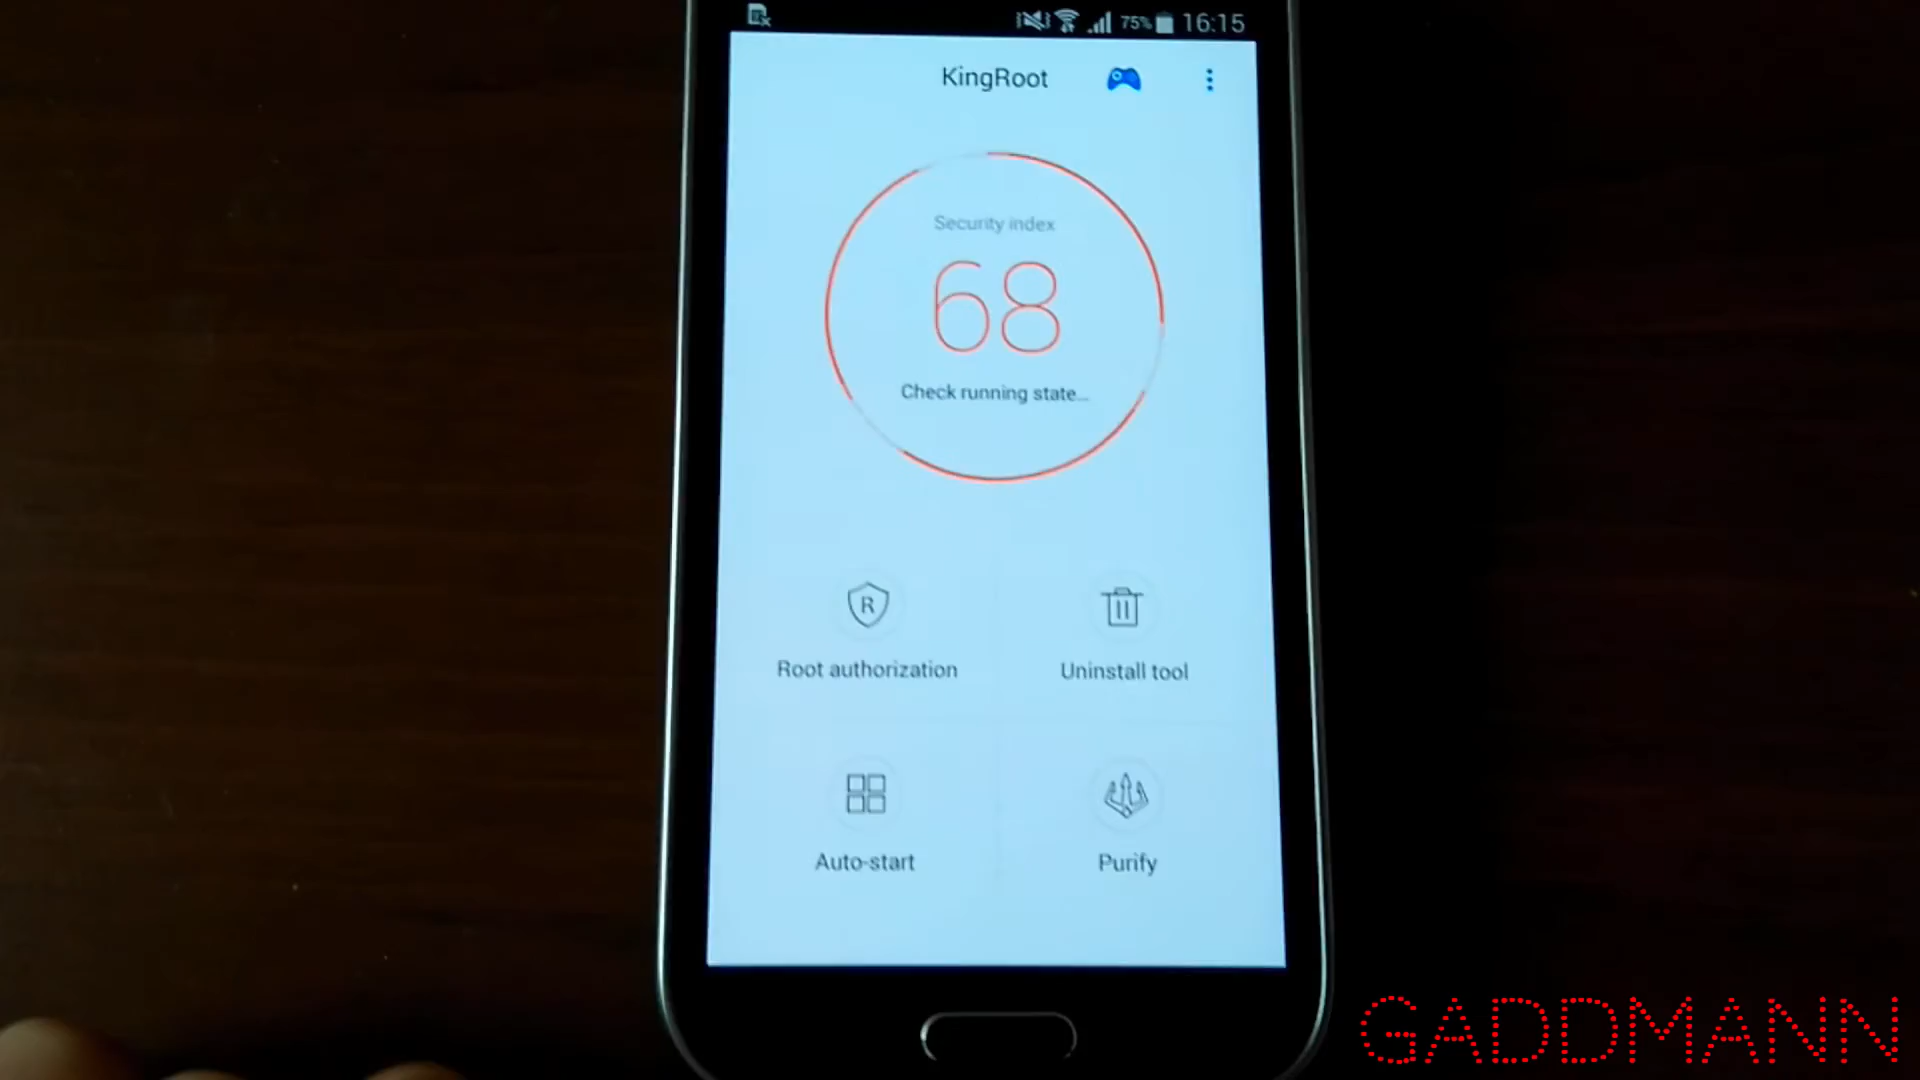 75% 16:15
KingRoot
Security index
68
Check running state...
R
Root authorization
Uninstall tool
Auto-start
Purify
GADDMANN